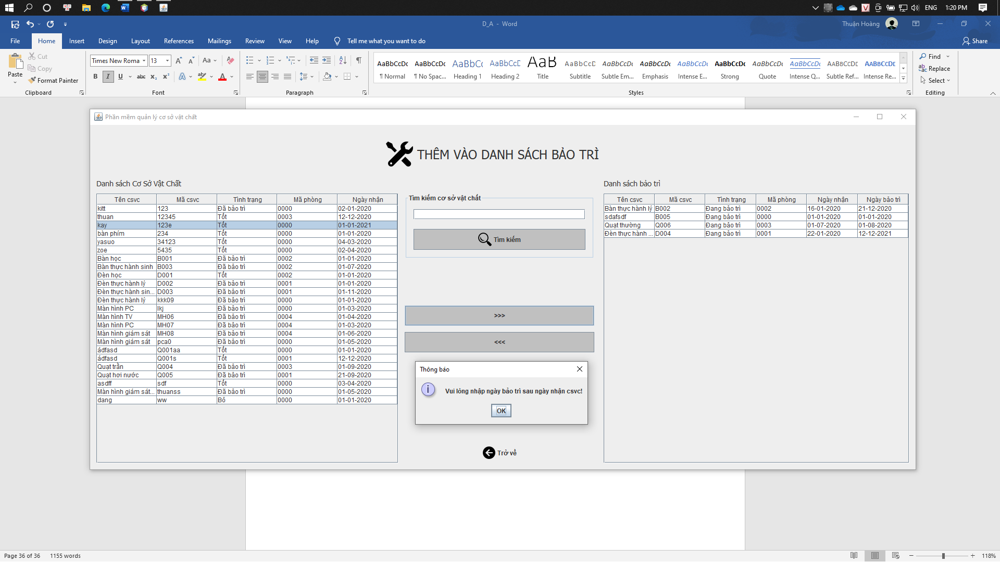 ENG 1:20 PM
D_A - Word
Thuận Hoàng
File Home Insert Design Layout References Mailings Review View Help Tell me what you want to do Share
Paste
Cut
Copy
Format Painter
Clipboard
Times New Roma 13
Font
Paragraph
AaBbCcDc AaBbCcDc AaBbCc AaBbCcD AaB AaBbCcD AaBbCcDc AaBbCcDc AaBbCcDc AaBbCcDc AaBbCcDc AaBbCcDc AaBbCcDc AaBbCcDc
¶ Normal ¶ No Spac... Heading 1 Heading 2 Title Subtitle Subtle Em... Emphasis Intense E... Strong Quote Intense Q... Subtle Ref... Intense Re...
Styles
Find
Replace
Select
Editing
Phần mềm quản lý cơ sở vật chất
THÊM VÀO DANH SÁCH BẢO TRÌ
Danh sách Cơ Sở Vật Chất
Tên csvc Mã csvc Tình trạng Mã phòng Ngày nhận
kitt 123 Đã bảo trì 0000 02-01-2020
thuan 12345 Tốt 0003 12-12-2020
kay 123e Tốt 0000 01-01-2021
bàn phím 234 Tốt 0000 01-01-2020
yasuo 34123 Tốt 0000 04-03-2020
zoe 5435 Tốt 0000 02-04-2020
Bàn học B001 Đã bảo trì 0002 01-01-2020
Bàn thực hành sinh B003 Đã bảo trì 0002 01-07-2020
Đèn học D001 Tốt 0002 01-01-2020
Đèn thực hành lý D002 Đã bảo trì 0001 01-01-2020
Đèn thực hành sin... D003 Đã bảo trì 0001 01-11-2020
Đèn thực hành lý kkk09 Đã bảo trì 0000 01-01-2020
Màn hình PC lkj Đã bảo trì 0000 01-03-2020
Màn hình TV MH06 Đã bảo trì 0004 01-04-2020
Màn hình PC MH07 Đã bảo trì 0004 01-03-2020
Màn hình giám sát MH08 Đã bảo trì 0004 01-06-2020
Màn hình giám sát pca0 Đã bảo trì 0000 01-05-2020
ádfasd Q001aa Tốt 0000 01-01-2020
ádfasd Q001s Tốt 0001 12-12-2020
Quạt trần Q004 Đã bảo trì 0003 01-09-2020
Quạt hơi nước Q005 Đã bảo trì 0001 21-09-2020
asdff sdf Tốt 0000 03-04-2020
Màn hình giám sát... thuanss Đã bảo trì 0000 01-05-2020
dang ww Bỏ 0000 01-01-2020
Tìm kiếm cơ sở vật chất
Tìm kiếm
>>>
<<<
Thông báo
Vui lòng nhập ngày bảo trì sau ngày nhận csvc!
OK
Trở về
Danh sách bảo trì
Tên csvc Mã csvc Tình trạng Mã phòng Ngày nhận Ngày bảo trì
Bàn thực hành lý B002 Đang bảo trì 0002 16-01-2020 21-12-2020
sdafsdf B005 Đang bảo trì 0000 01-01-2020 01-01-2020
Quạt thường Q006 Đang bảo trì 0003 01-07-2020 01-08-2020
Đèn thực hành ... D004 Đang bảo trì 0001 22-01-2020 12-12-2021
Page 36 of 36 1155 words
118%